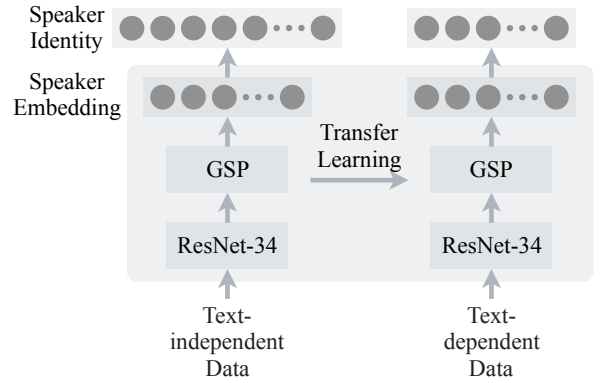 Speaker
Identity
Speaker
Embedding
Transfer
Learning
GSP
GSP
ResNet-34
ResNet-34
Text-
independent
Data
Text-
dependent
Data